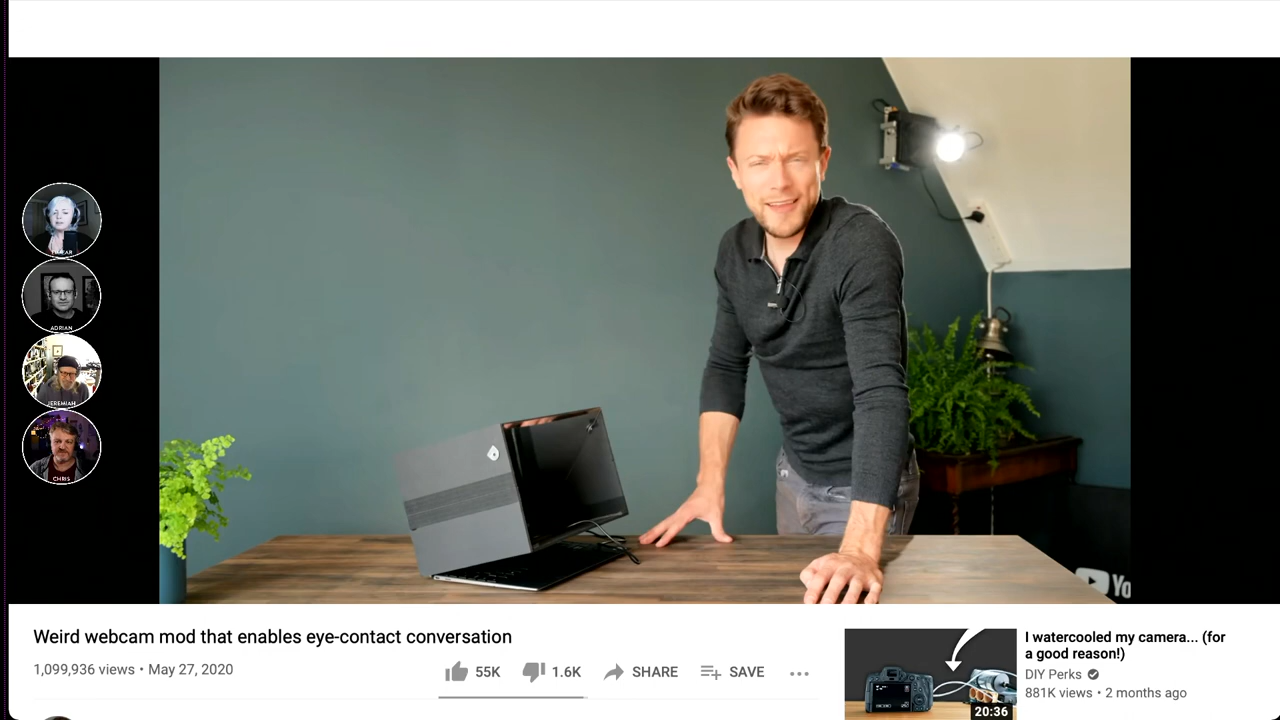 ADRIAN
JEREMIAH
CHRIS
Yo
Weird webcam mod that enables eye-contact conversation
1,099,936 views • May 27, 2020
55K
1.6K
SHARE
SAVE
I watercooled my camera... (for
a good reason!)
DIY Perks
881K views • 2 months ago
20:36